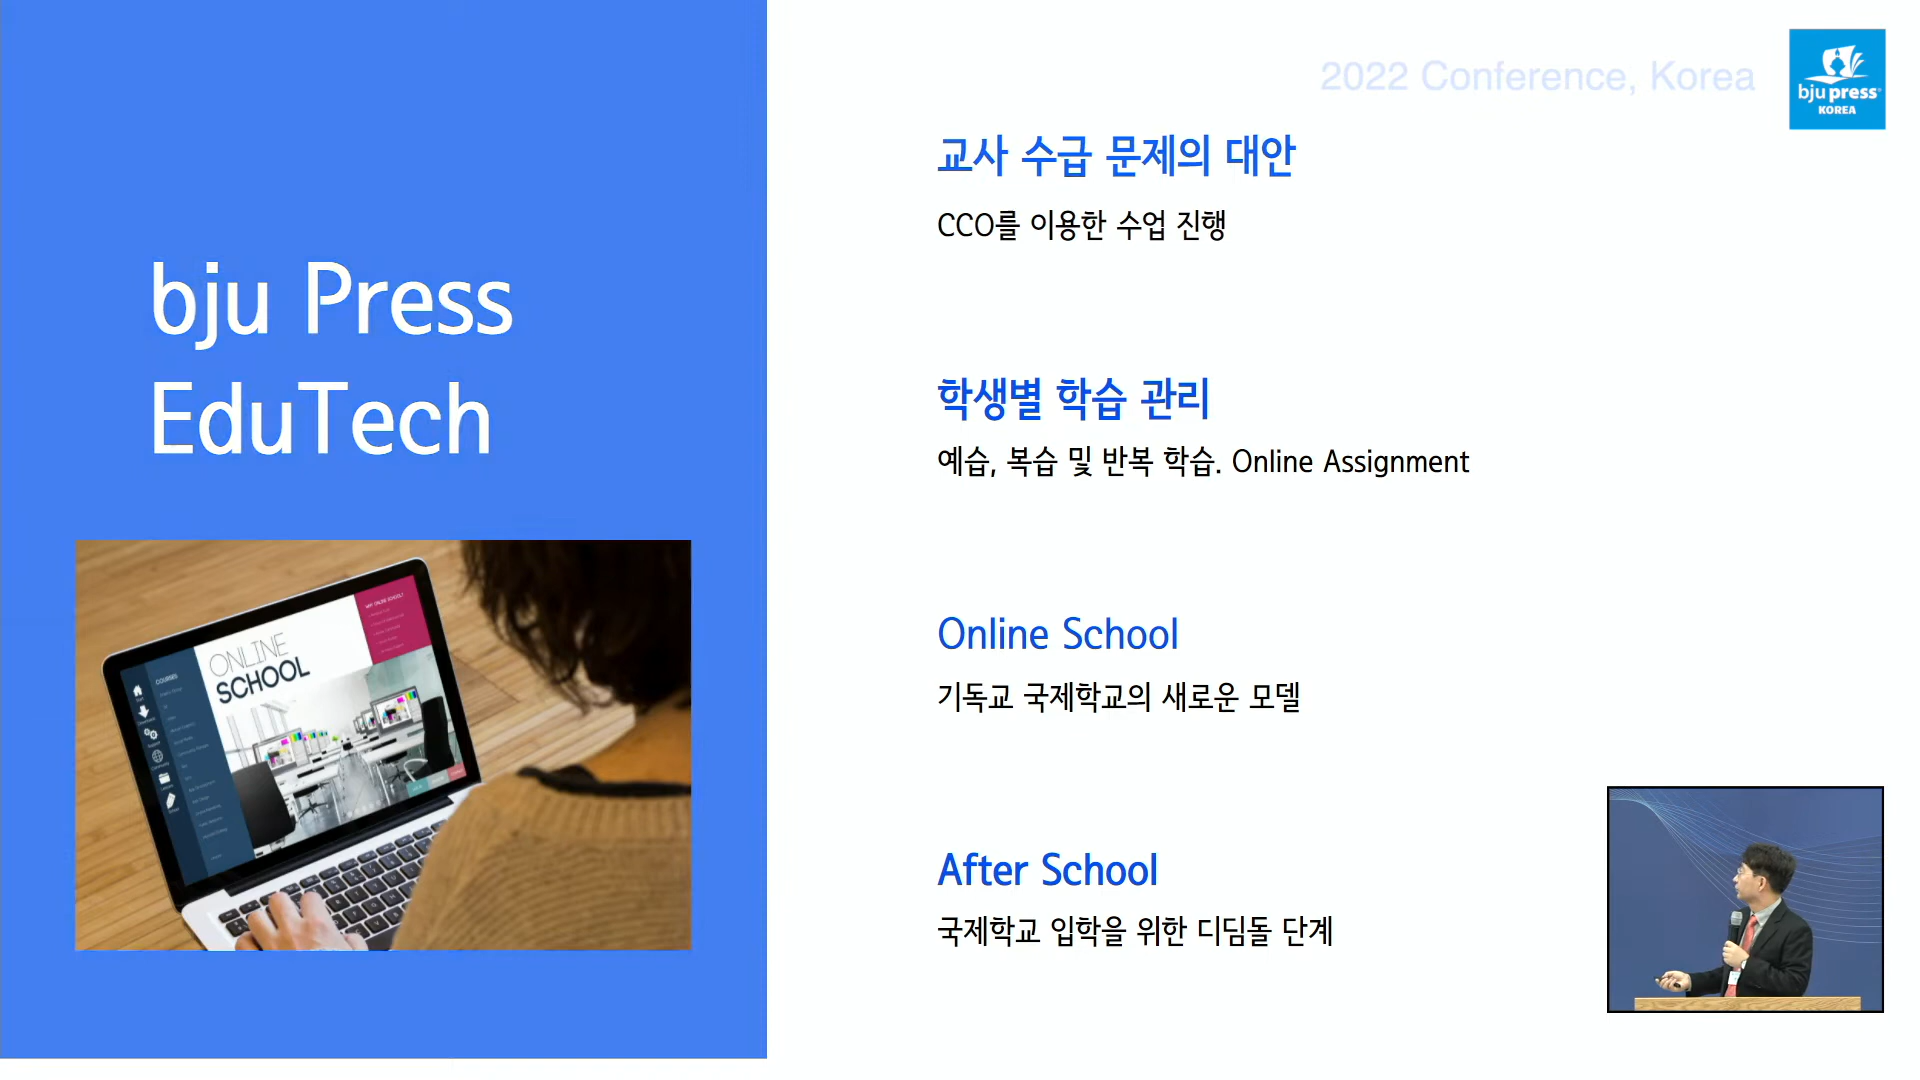 2022 Conference, Korea
bju press
KOREA
bju Press
EduTech
교사 수급 문제의 대안
CCO를 이용한 수업 진행
학생별 학습 관리
예습, 복습 및 반복 학습. Online Assignment
Online School
기독교 국제학교의 새로운 모델
After School
국제학교 입학을 위한 디딤돌 단계
ONLINE
SCHOOL
COURSES
WHY ONLINE SCHOOL?